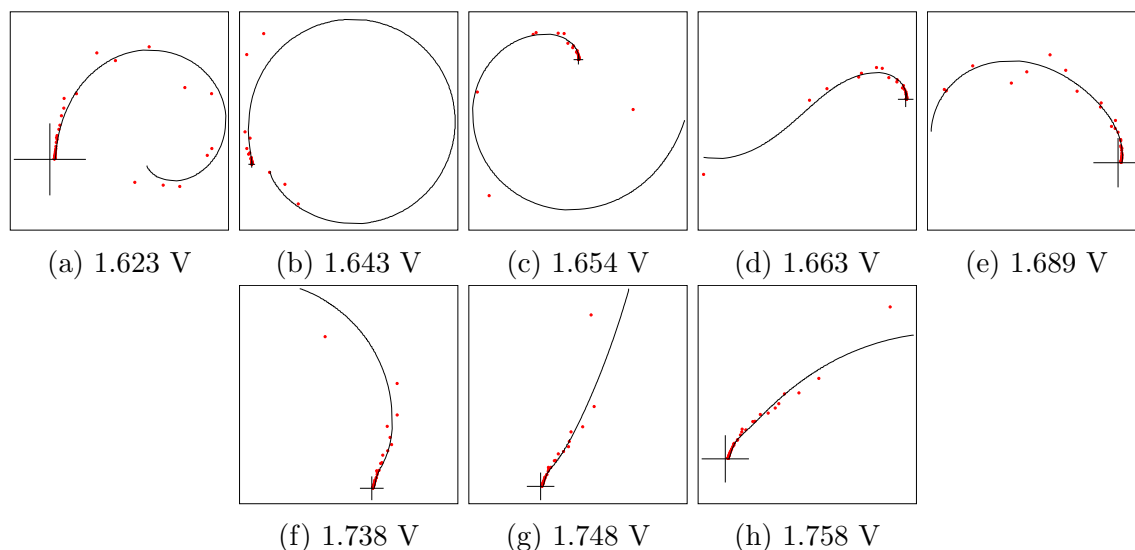 (a) 1.623 V
(b) 1.643 V
(c) 1.654 V
(d) 1.663 V
(e) 1.689 V
(f) 1.738 V
(g) 1.748 V
(h) 1.758 V